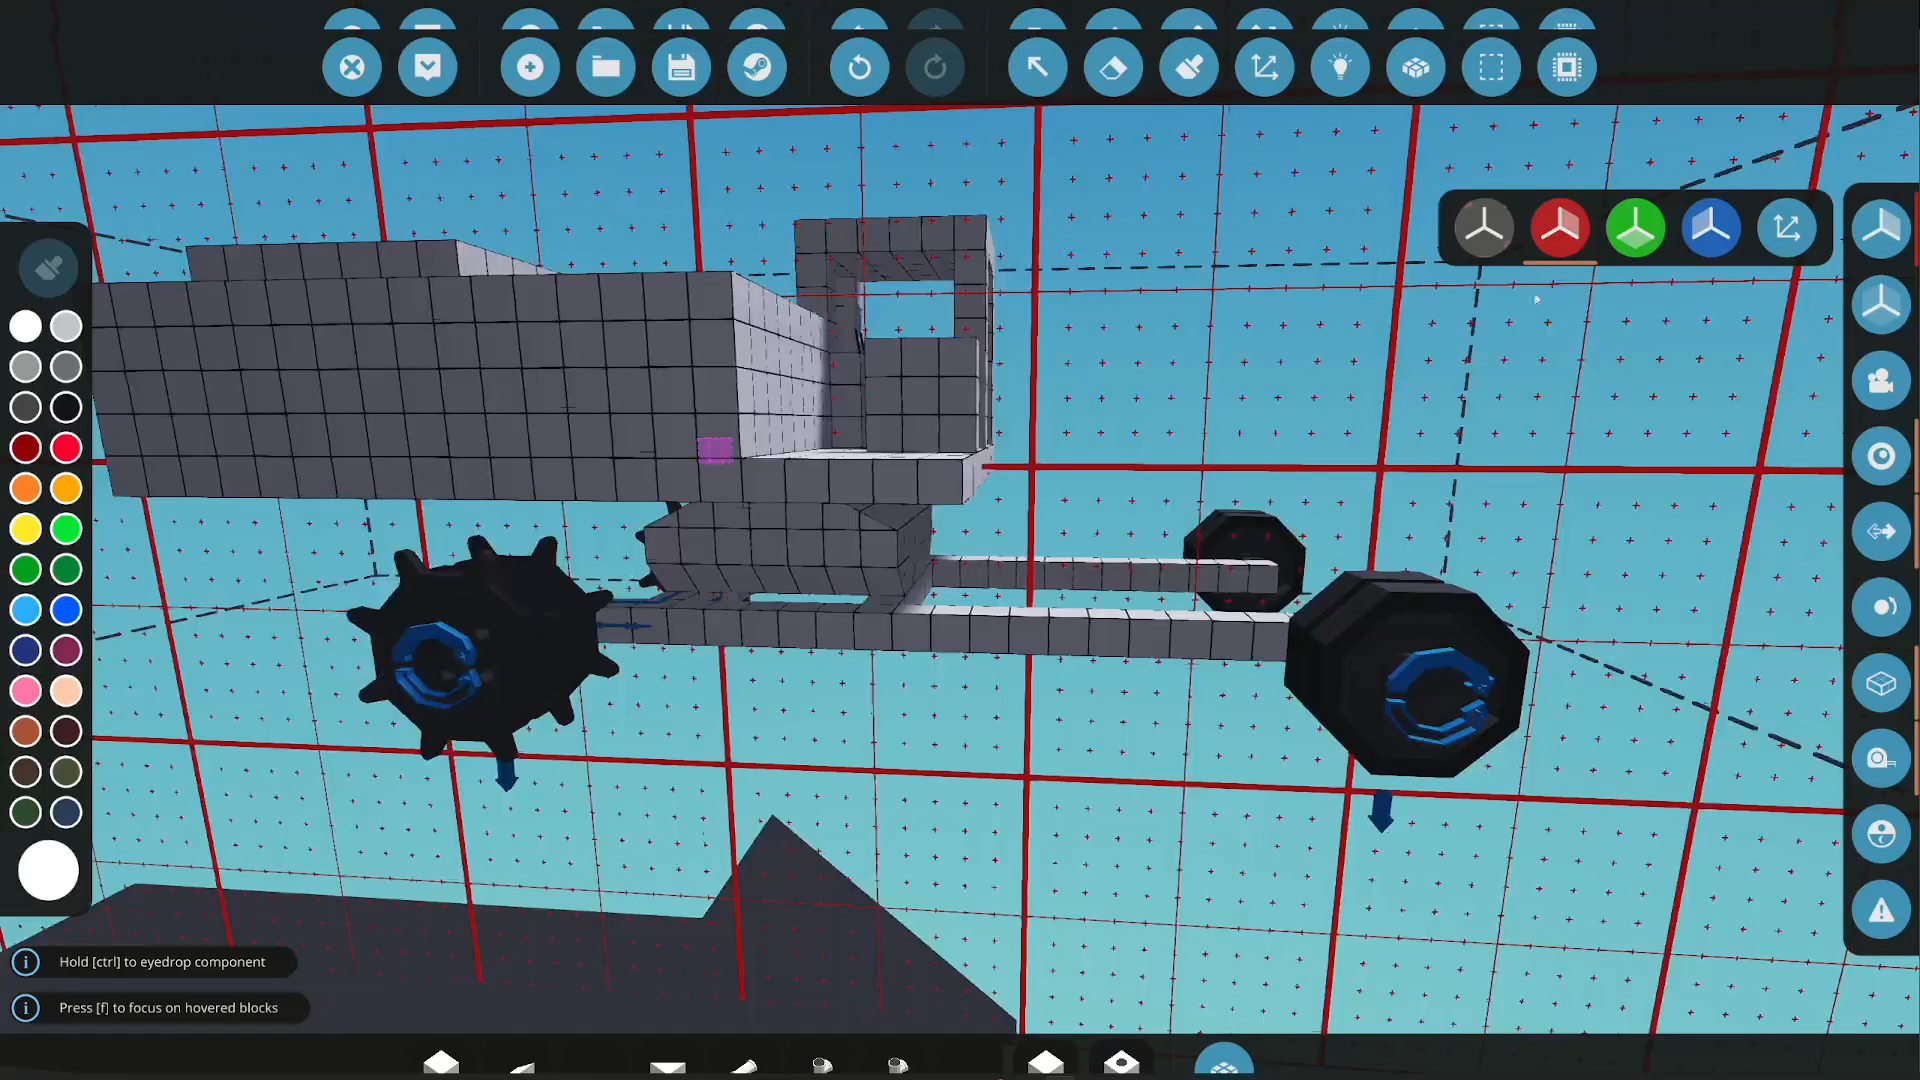 Hold [ctrl] to eyedrop component
Press [f] to focus on hovered blocks